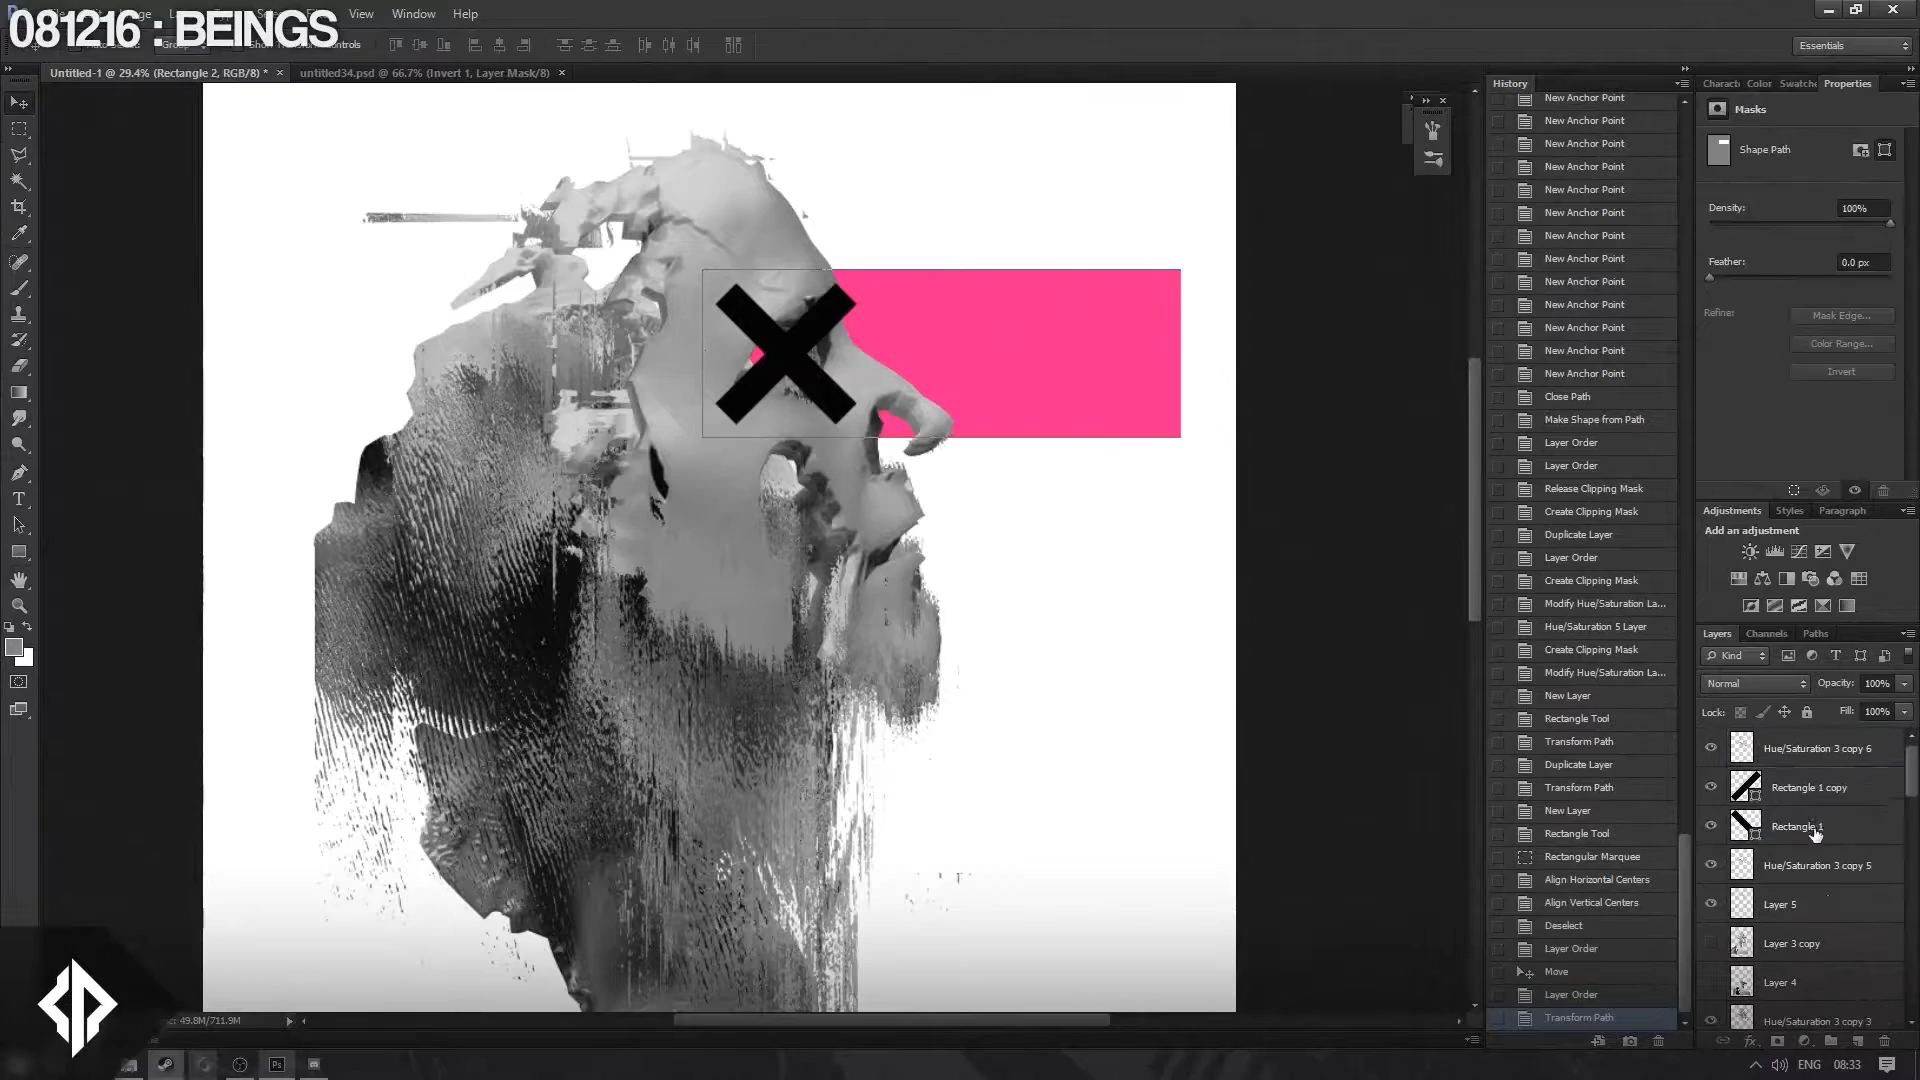 081216 : BEINGS
View Window Help
Essentials
Untitled-1 @ 29.4% (Rectangle 2, RGB/8) * ×
untitled34.psd @ 66.7% (Invert 1, Layer Mask/8) ×
History
New Anchor Point
New Anchor Point
New Anchor Point
New Anchor Point
New Anchor Point
New Anchor Point
New Anchor Point
New Anchor Point
New Anchor Point
New Anchor Point
New Anchor Point
New Anchor Point
New Anchor Point
Close Path
Make Shape from Path
Layer Order
Layer Order
Release Clipping Mask
Create Clipping Mask
Duplicate Layer
Layer Order
Create Clipping Mask
Modify Hue/Saturation La...
Hue/Saturation 5 Layer
Create Clipping Mask
Modify Hue/Saturation La...
New Layer
Rectangle Tool
Transform Path
Duplicate Layer
Transform Path
New Layer
Rectangle Tool
Rectangular Marquee
Align Horizontal Centers
Align Vertical Centers
Deselect
Layer Order
Move
Layer Order
Transform Path
Charact Color Swatche Properties
Masks
Shape Path
Density: 100%
Feather: 0.0 px
Refine: Mask Edge...
Color Range...
Invert
Adjustments Styles Paragraph
Add an adjustment
Layers Channels Paths
Kind
Normal Opacity: 100%
Lock: Fill: 100%
Hue/Saturation 3 copy 6
Rectangle 1 copy
Rectangle 1
Hue/Saturation 3 copy 5
Layer 5
Layer 3 copy
Layer 4
Hue/Saturation 3 copy 3
49.8M/711.9M
Ps
ENG 08:33